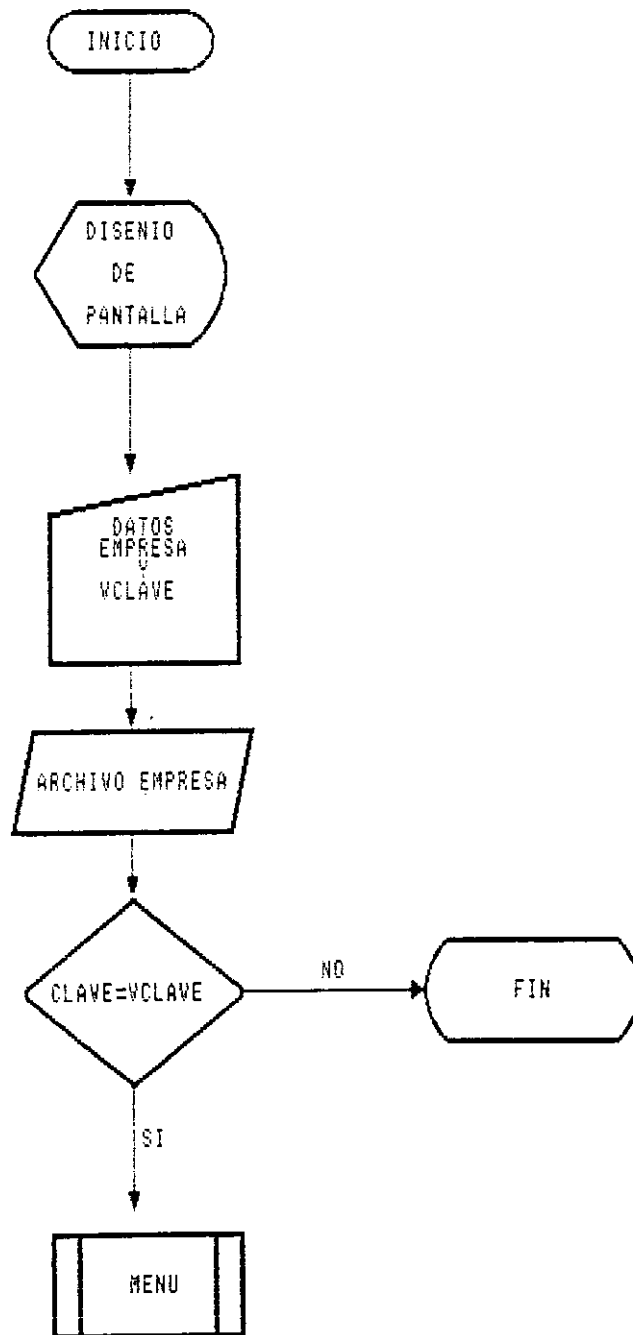 INICIO
DISENIO
DE
PANTALLA
DATOS
EMPRESA
Y
VCLAVE
ARCHIVO EMPRESA
CLAVE=VCLAVE
NO
FIN
SI
MENU